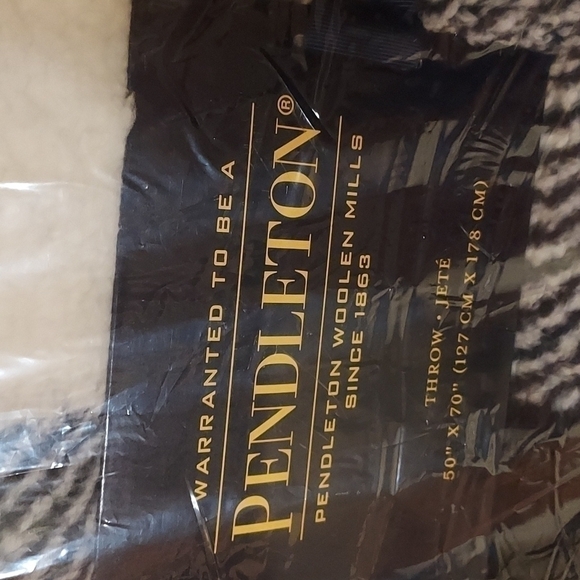 WARRANTED TO BE A
PENDLETON®
PENDLETON WOOLEN MILLS
SINCE 1863
THROW • JETÉ
50" X 70" (127 CM X 178 CM)